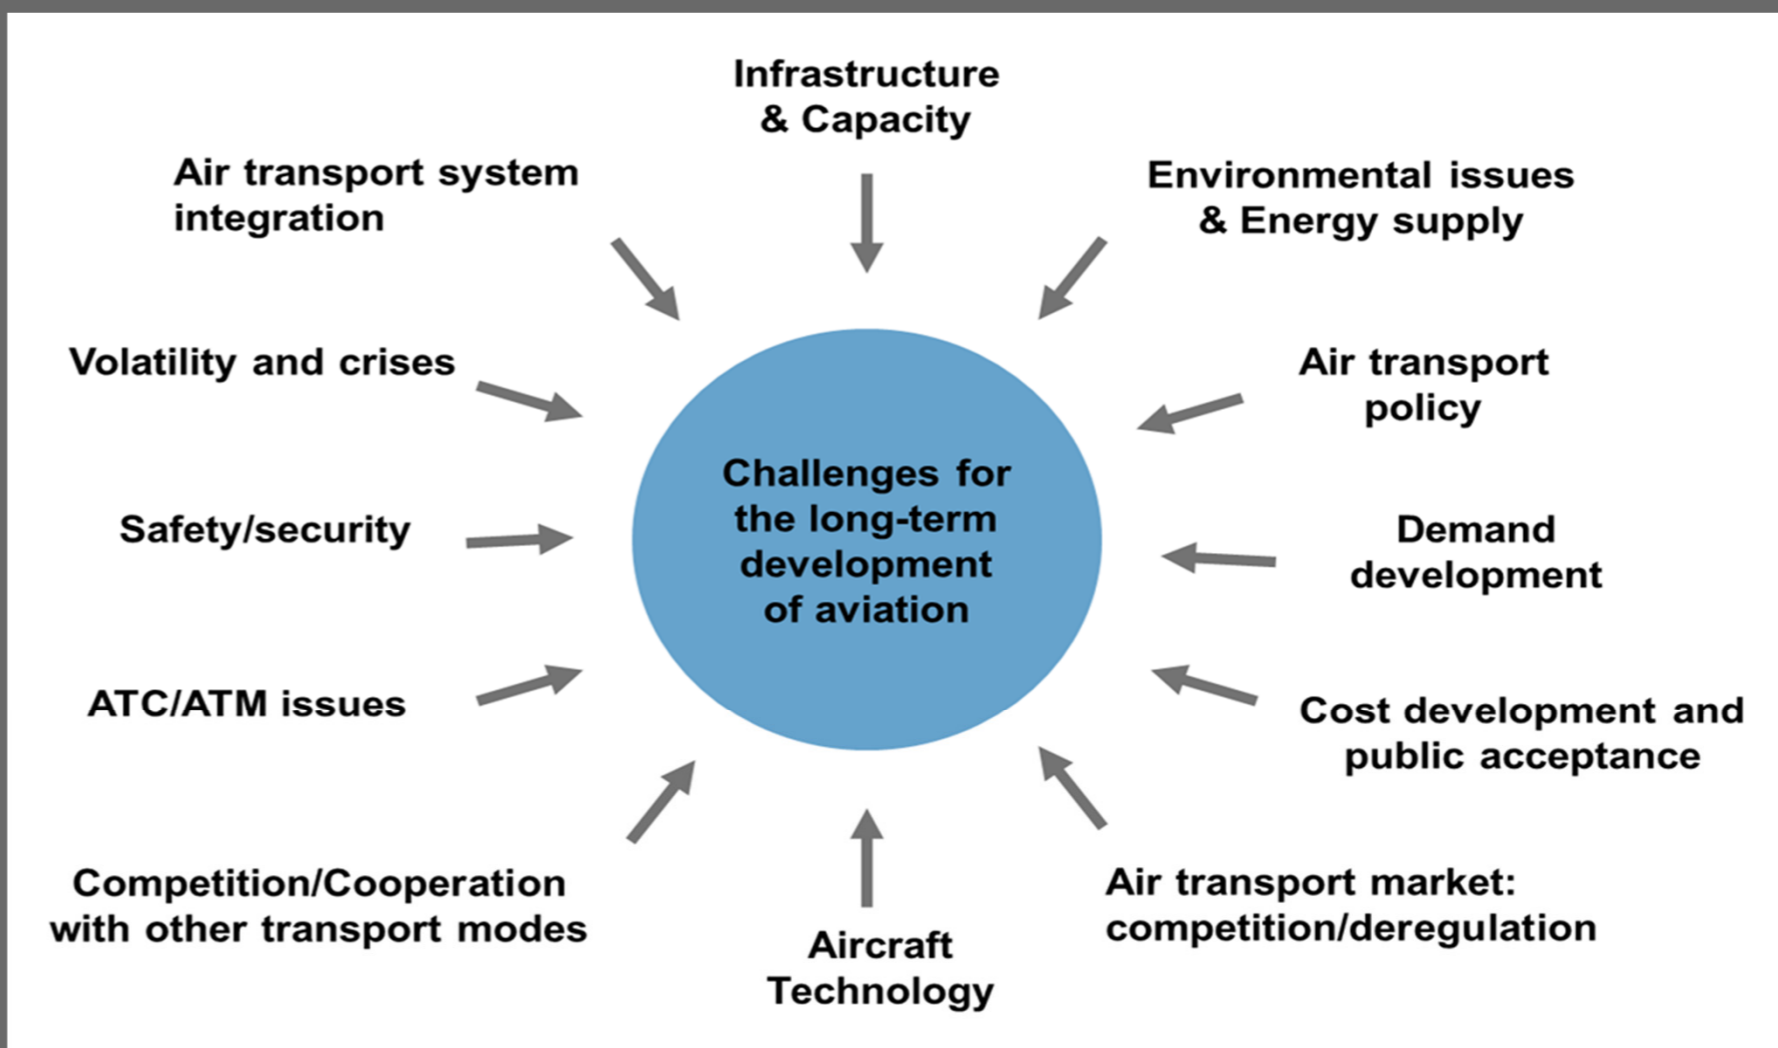 Infrastructure
& Capacity
Air transport system
integration
Environmental issues
& Energy supply
Volatility and crises
Air transport
policy
Challenges for
the long-term
development
of aviation
Safety/security
Demand
development
ATC/ATM issues
Cost development and
public acceptance
Competition/Cooperation
with other transport modes
Aircraft
Technology
Air transport market:
competition/deregulation